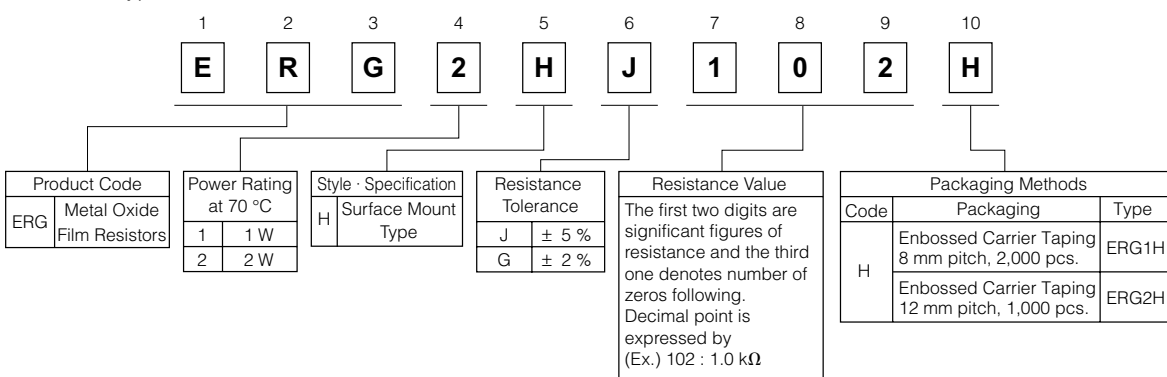 1 2 3 4 5 6 7 8 9 10
E R G 2 H J 1 0 2 H
Product Code
ERG
Metal Oxide
Film Resistors
Power Rating
at 70 °C
1 1 W
2 2 W
Style · Specification
H
Surface Mount
Type
Resistance
Tolerance
J ± 5 %
G ± 2 %
Resistance Value
The first two digits are
significant figures of
resistance and the third
one denotes number of
zeros following.
Decimal point is
expressed by
(Ex.) 102 : 1.0 kΩ
Packaging Methods
Code Packaging Type
H
Enbossed Carrier Taping
8 mm pitch, 2,000 pcs.
ERG1H
Enbossed Carrier Taping
12 mm pitch, 1,000 pcs.
ERG2H